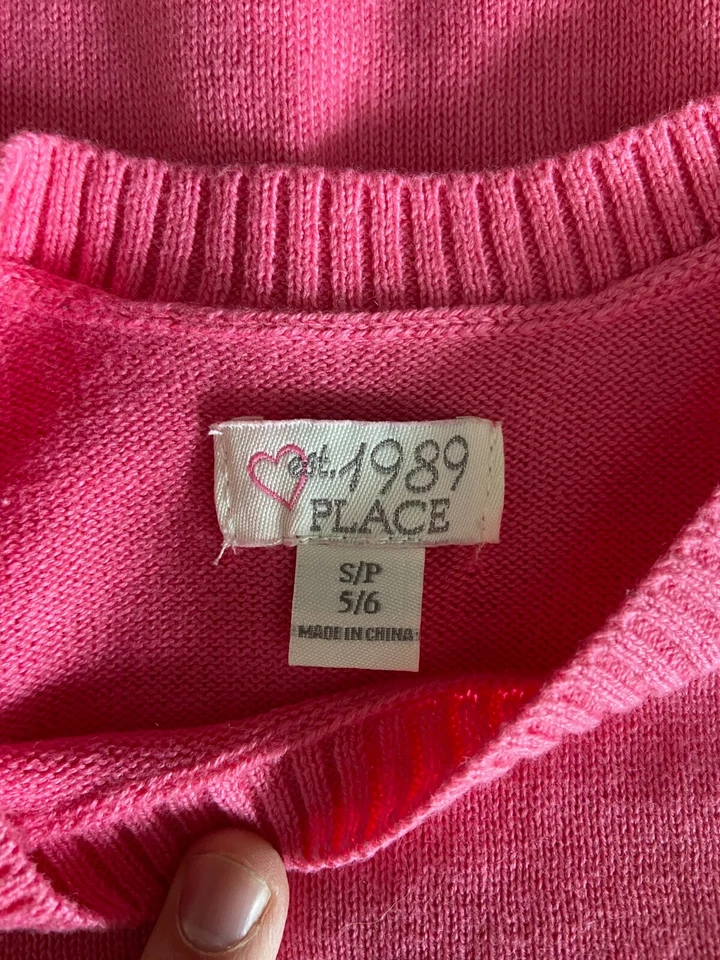 est. 1989
PLACE
S/P
5/6
MADE IN CHINA